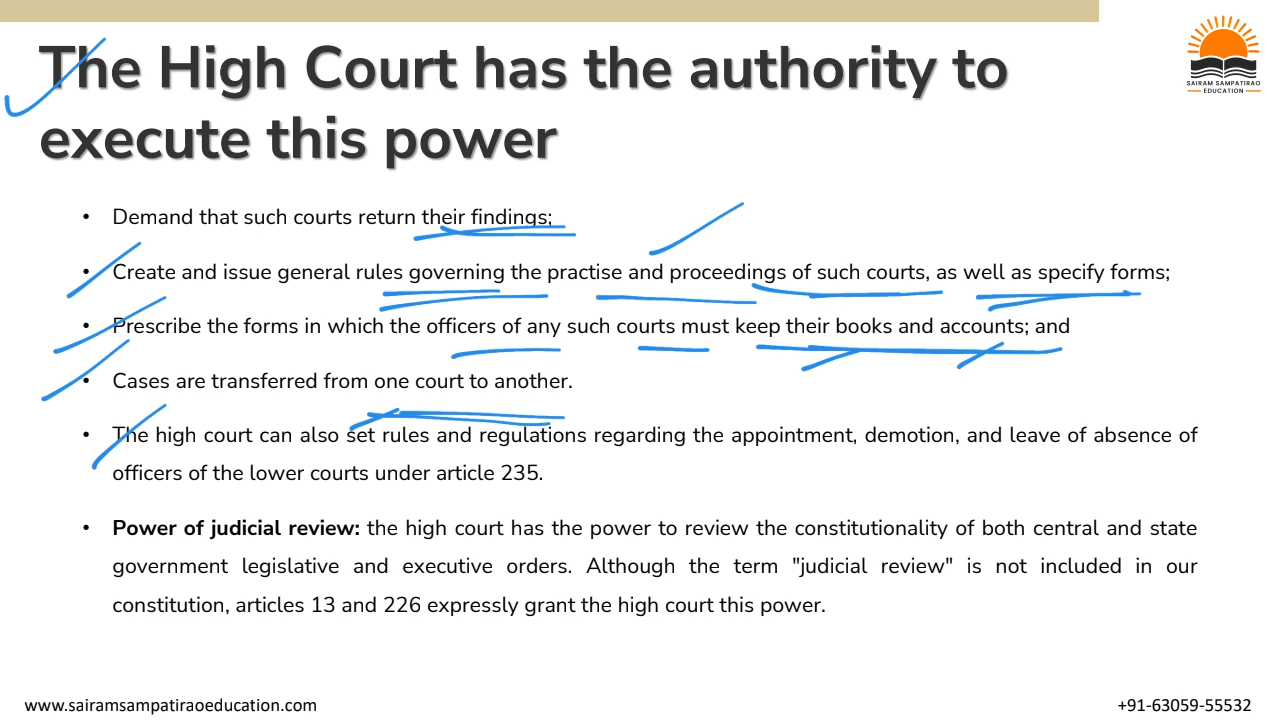 The High Court has the authority to
execute this power
SAIRAM SAMPATIRAO
EDUCATION
• Demand that such courts return their findings;
• Create and issue general rules governing the practise and proceedings of such courts, as well as specify forms;
• Prescribe the forms in which the officers of any such courts must keep their books and accounts; and
• Cases are transferred from one court to another.
• The high court can also set rules and regulations regarding the appointment, demotion, and leave of absence of
officers of the lower courts under article 235.
• Power of judicial review: the high court has the power to review the constitutionality of both central and state
government legislative and executive orders. Although the term "judicial review" is not included in our
constitution, articles 13 and 226 expressly grant the high court this power.
www.sairamsampatiraoeducation.com
+91-63059-55532